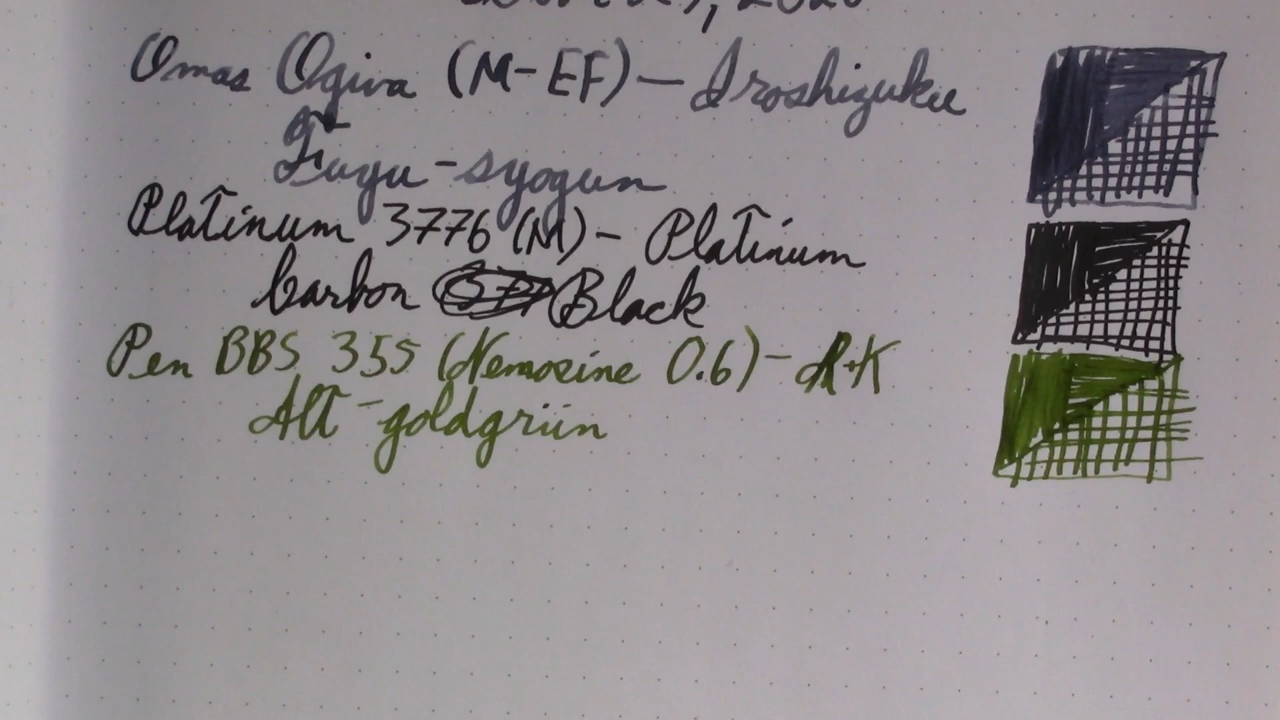 Omas Ogiva (M-EF) — Iroshizuku
Fuyu-syogun
Platinum 3776 (M) - Platinum
Carbon Black
Pen BBS 355 (Nemosine 0.6) - R+K
Alt-goldgrün